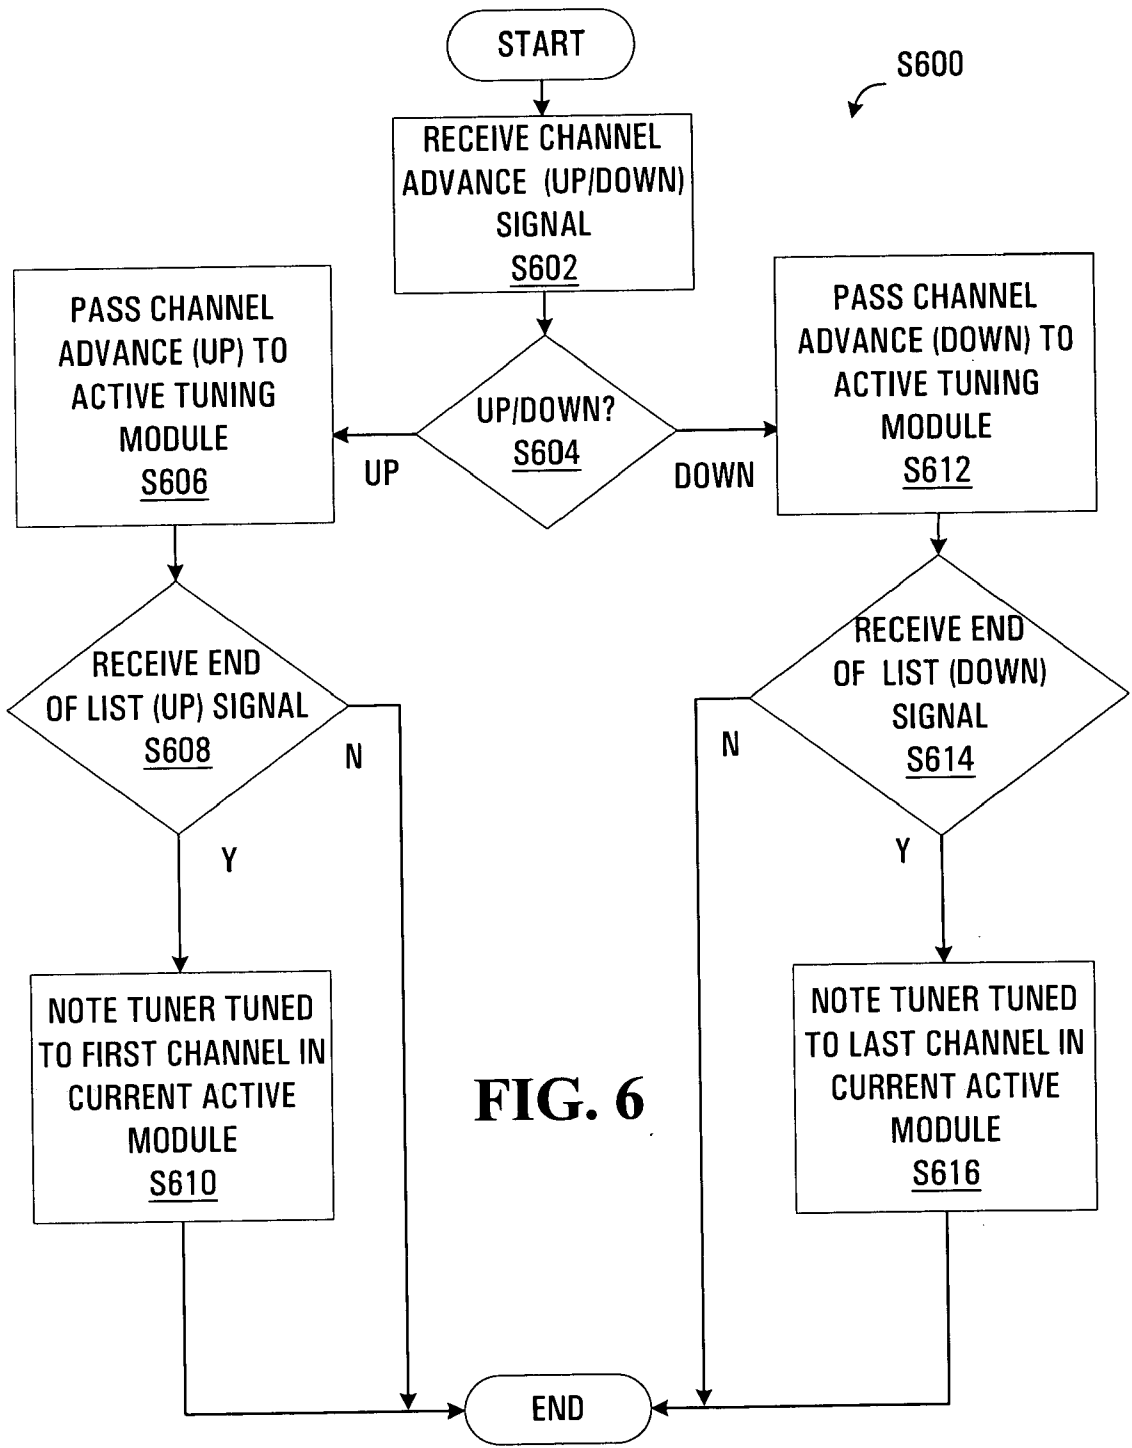 START
S600
RECEIVE CHANNEL
ADVANCE (UP/DOWN)
SIGNAL
S602
PASS CHANNEL
ADVANCE (UP) TO
ACTIVE TUNING
MODULE
S606
UP/DOWN?
S604
UP
DOWN
PASS CHANNEL
ADVANCE (DOWN) TO
ACTIVE TUNING
MODULE
S612
RECEIVE END
OF LIST (UP) SIGNAL
S608
N
Y
RECEIVE END
OF LIST (DOWN)
SIGNAL
S614
N
Y
NOTE TUNER TUNED
TO FIRST CHANNEL IN
CURRENT ACTIVE
MODULE
S610
FIG. 6
NOTE TUNER TUNED
TO LAST CHANNEL IN
CURRENT ACTIVE
MODULE
S616
END